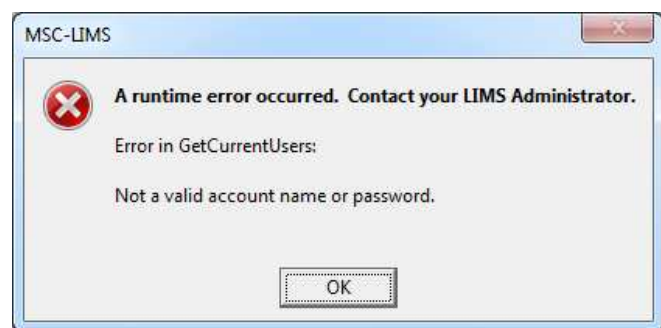 MSC-LIMS
A runtime error occurred.  Contact your LIMS Administrator.
Error in GetCurrentUsers:
Not a valid account name or password.
OK